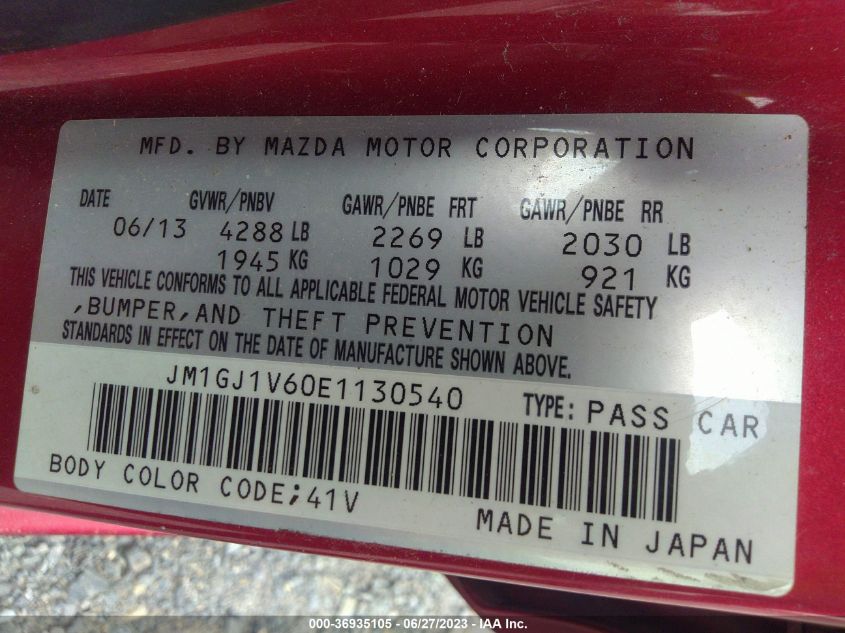 MFD. BY MAZDA MOTOR CORPORATION
DATE GVWR/PNBV GAWR/PNBE FRT GAWR/PNBE RR
06/13 4288 LB 2269 LB 2030 LB
1945 KG 1029 KG 921 KG
THIS VEHICLE CONFORMS TO ALL APPLICABLE FEDERAL MOTOR VEHICLE SAFETY
,BUMPER,AND THEFT PREVENTION
STANDARDS IN EFFECT ON THE DATE OF MANUFACTURE SHOWN ABOVE.
JM1GJ1V60E1130540 TYPE: PASS CAR
BODY COLOR CODE;41V
MADE IN JAPAN
000-36935105 - 06/27/2023 - IAA Inc.